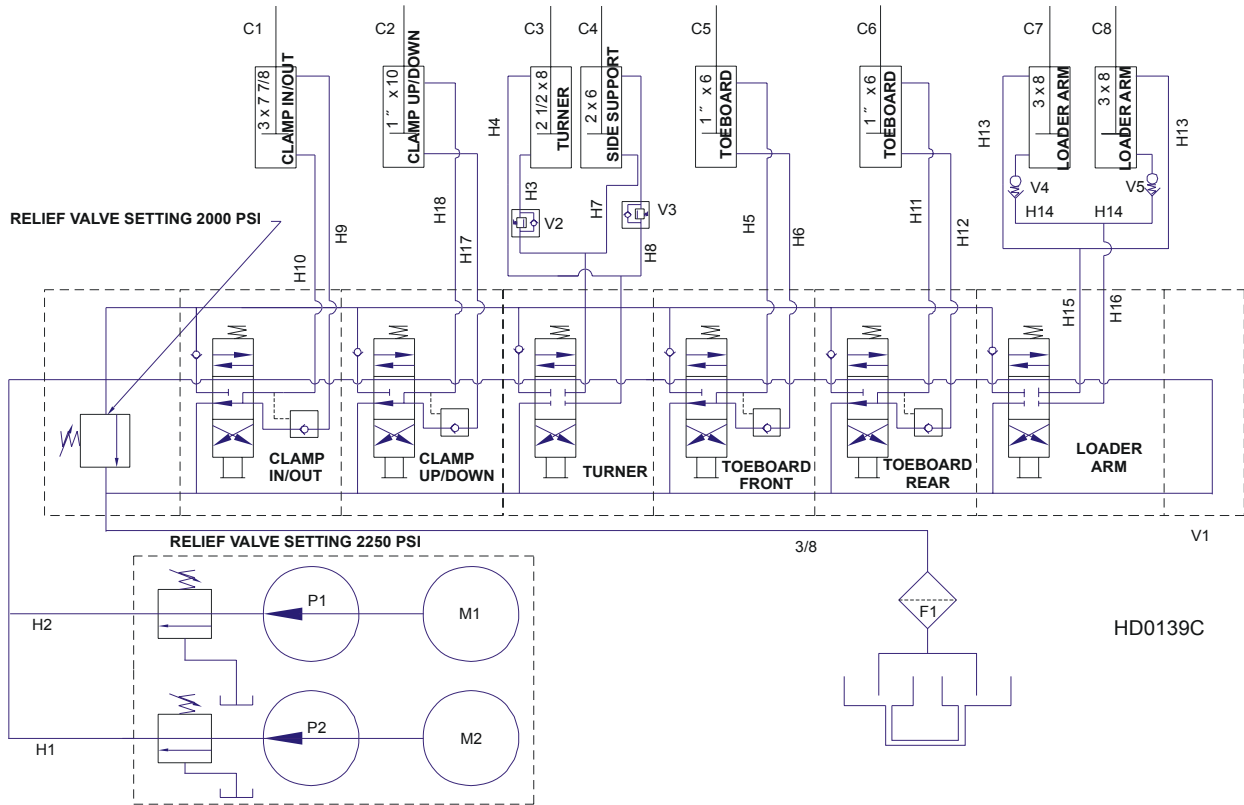 C1
C2
C3
C4
C5
C6
C7
C8
3 x 7 7/8
CLAMP IN/OUT
1 ″ x 10
CLAMP UP/DOWN
2 1/2 x 8
TURNER
2 x 6
SIDE SUPPORT
1 ″ x 6
TOEBOARD
1 ″ x 6
TOEBOARD
3 x 8
LOADER ARM
3 x 8
LOADER ARM
H4
H13
H13
H3
H7
V2
V3
V4
V5
H14
H14
RELIEF VALVE SETTING 2000 PSI
H9
H10
H18
H17
H8
H5
H6
H11
H12
H15
H16
CLAMP
IN/OUT
CLAMP
UP/DOWN
TURNER
TOEBOARD
FRONT
TOEBOARD
REAR
LOADER
ARM
RELIEF VALVE SETTING 2250 PSI
3/8
V1
P1
M1
F1
H2
HD0139C
P2
M2
H1